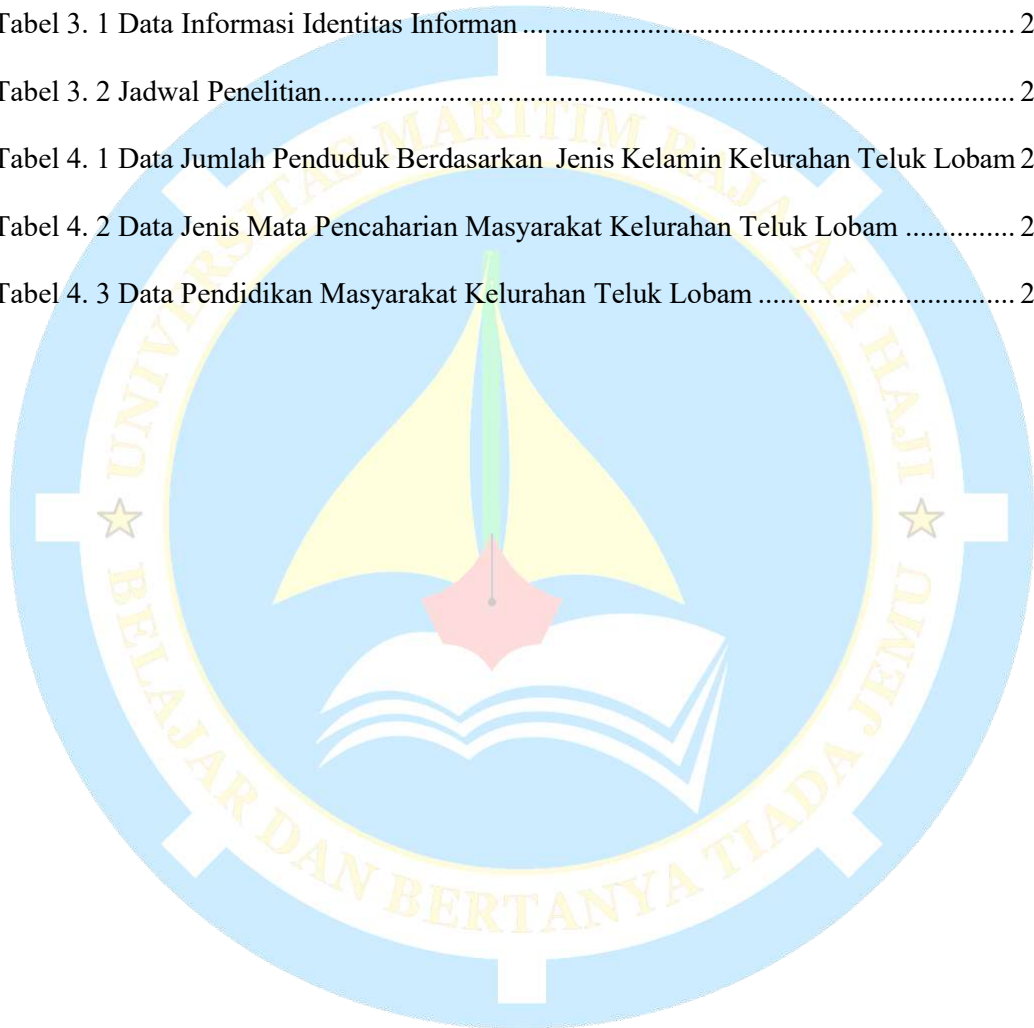 Tabel 3. 1 Data Informasi Identitas Informan ........................................................................ 2
Tabel 3. 2 Jadwal Penelitian..................................................................................................... 2
Tabel 4. 1 Data Jumlah Penduduk Berdasarkan  Jenis Kelamin Kelurahan Teluk Lobam 2
Tabel 4. 2 Data Jenis Mata Pencaharian Masyarakat Kelurahan Teluk Lobam ............... 2
Tabel 4. 3 Data Pendidikan Masyarakat Kelurahan Teluk Lobam ..................................... 2
UNIVERSITAS MARITIM RAJA ALI HAJI
BELAJAR DAN BERTANYA TIADA JEMU